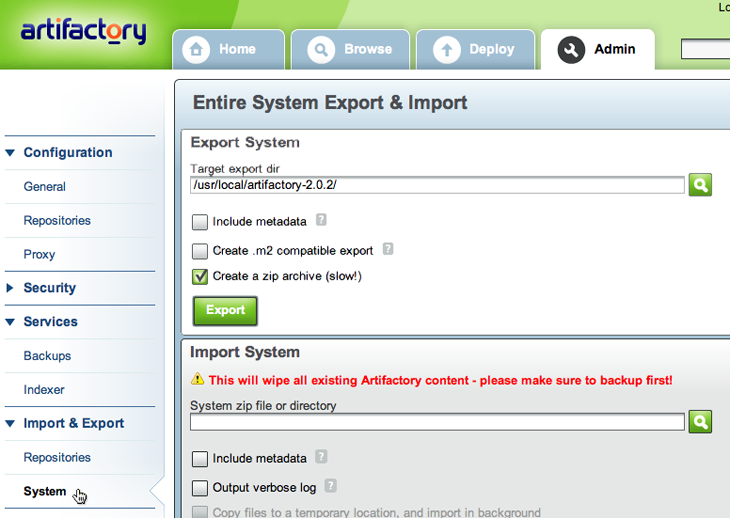 Lo
artifactory
Home
Browse
Deploy
Admin
Configuration
General
Repositories
Proxy
Security
Services
Backups
Indexer
Import & Export
Repositories
System
Entire System Export & Import
Export System
Target export dir
/usr/local/artifactory-2.0.2/
Include metadata ?
Create .m2 compatible export ?
Create a zip archive (slow!)
Export
Import System
This will wipe all existing Artifactory content - please make sure to backup first!
System zip file or directory
Include metadata ?
Output verbose log ?
Copy files to a temporary location, and import in background